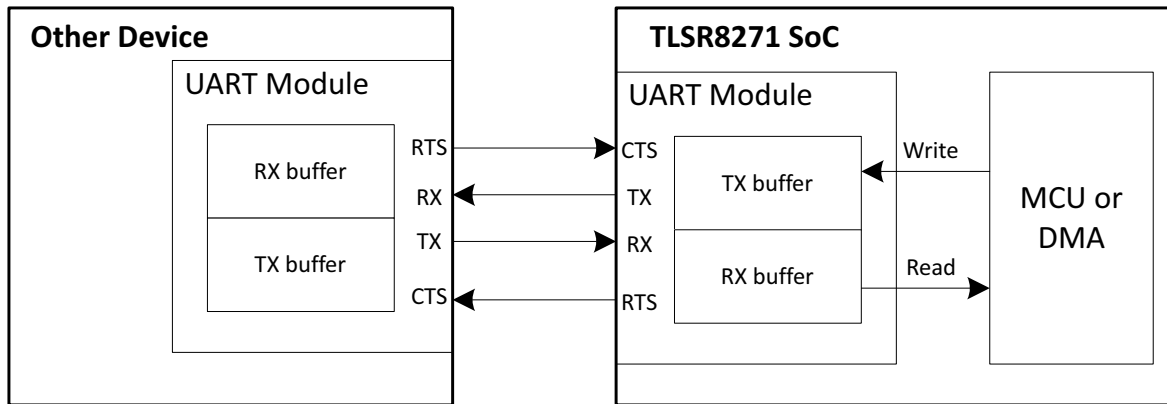 Other Device
UART Module
RX buffer
TX buffer
RTS
RX
TX
CTS
TLSR8271 SoC
UART Module
CTS
TX
RX
RTS
TX buffer
RX buffer
Write
Read
MCU or
DMA